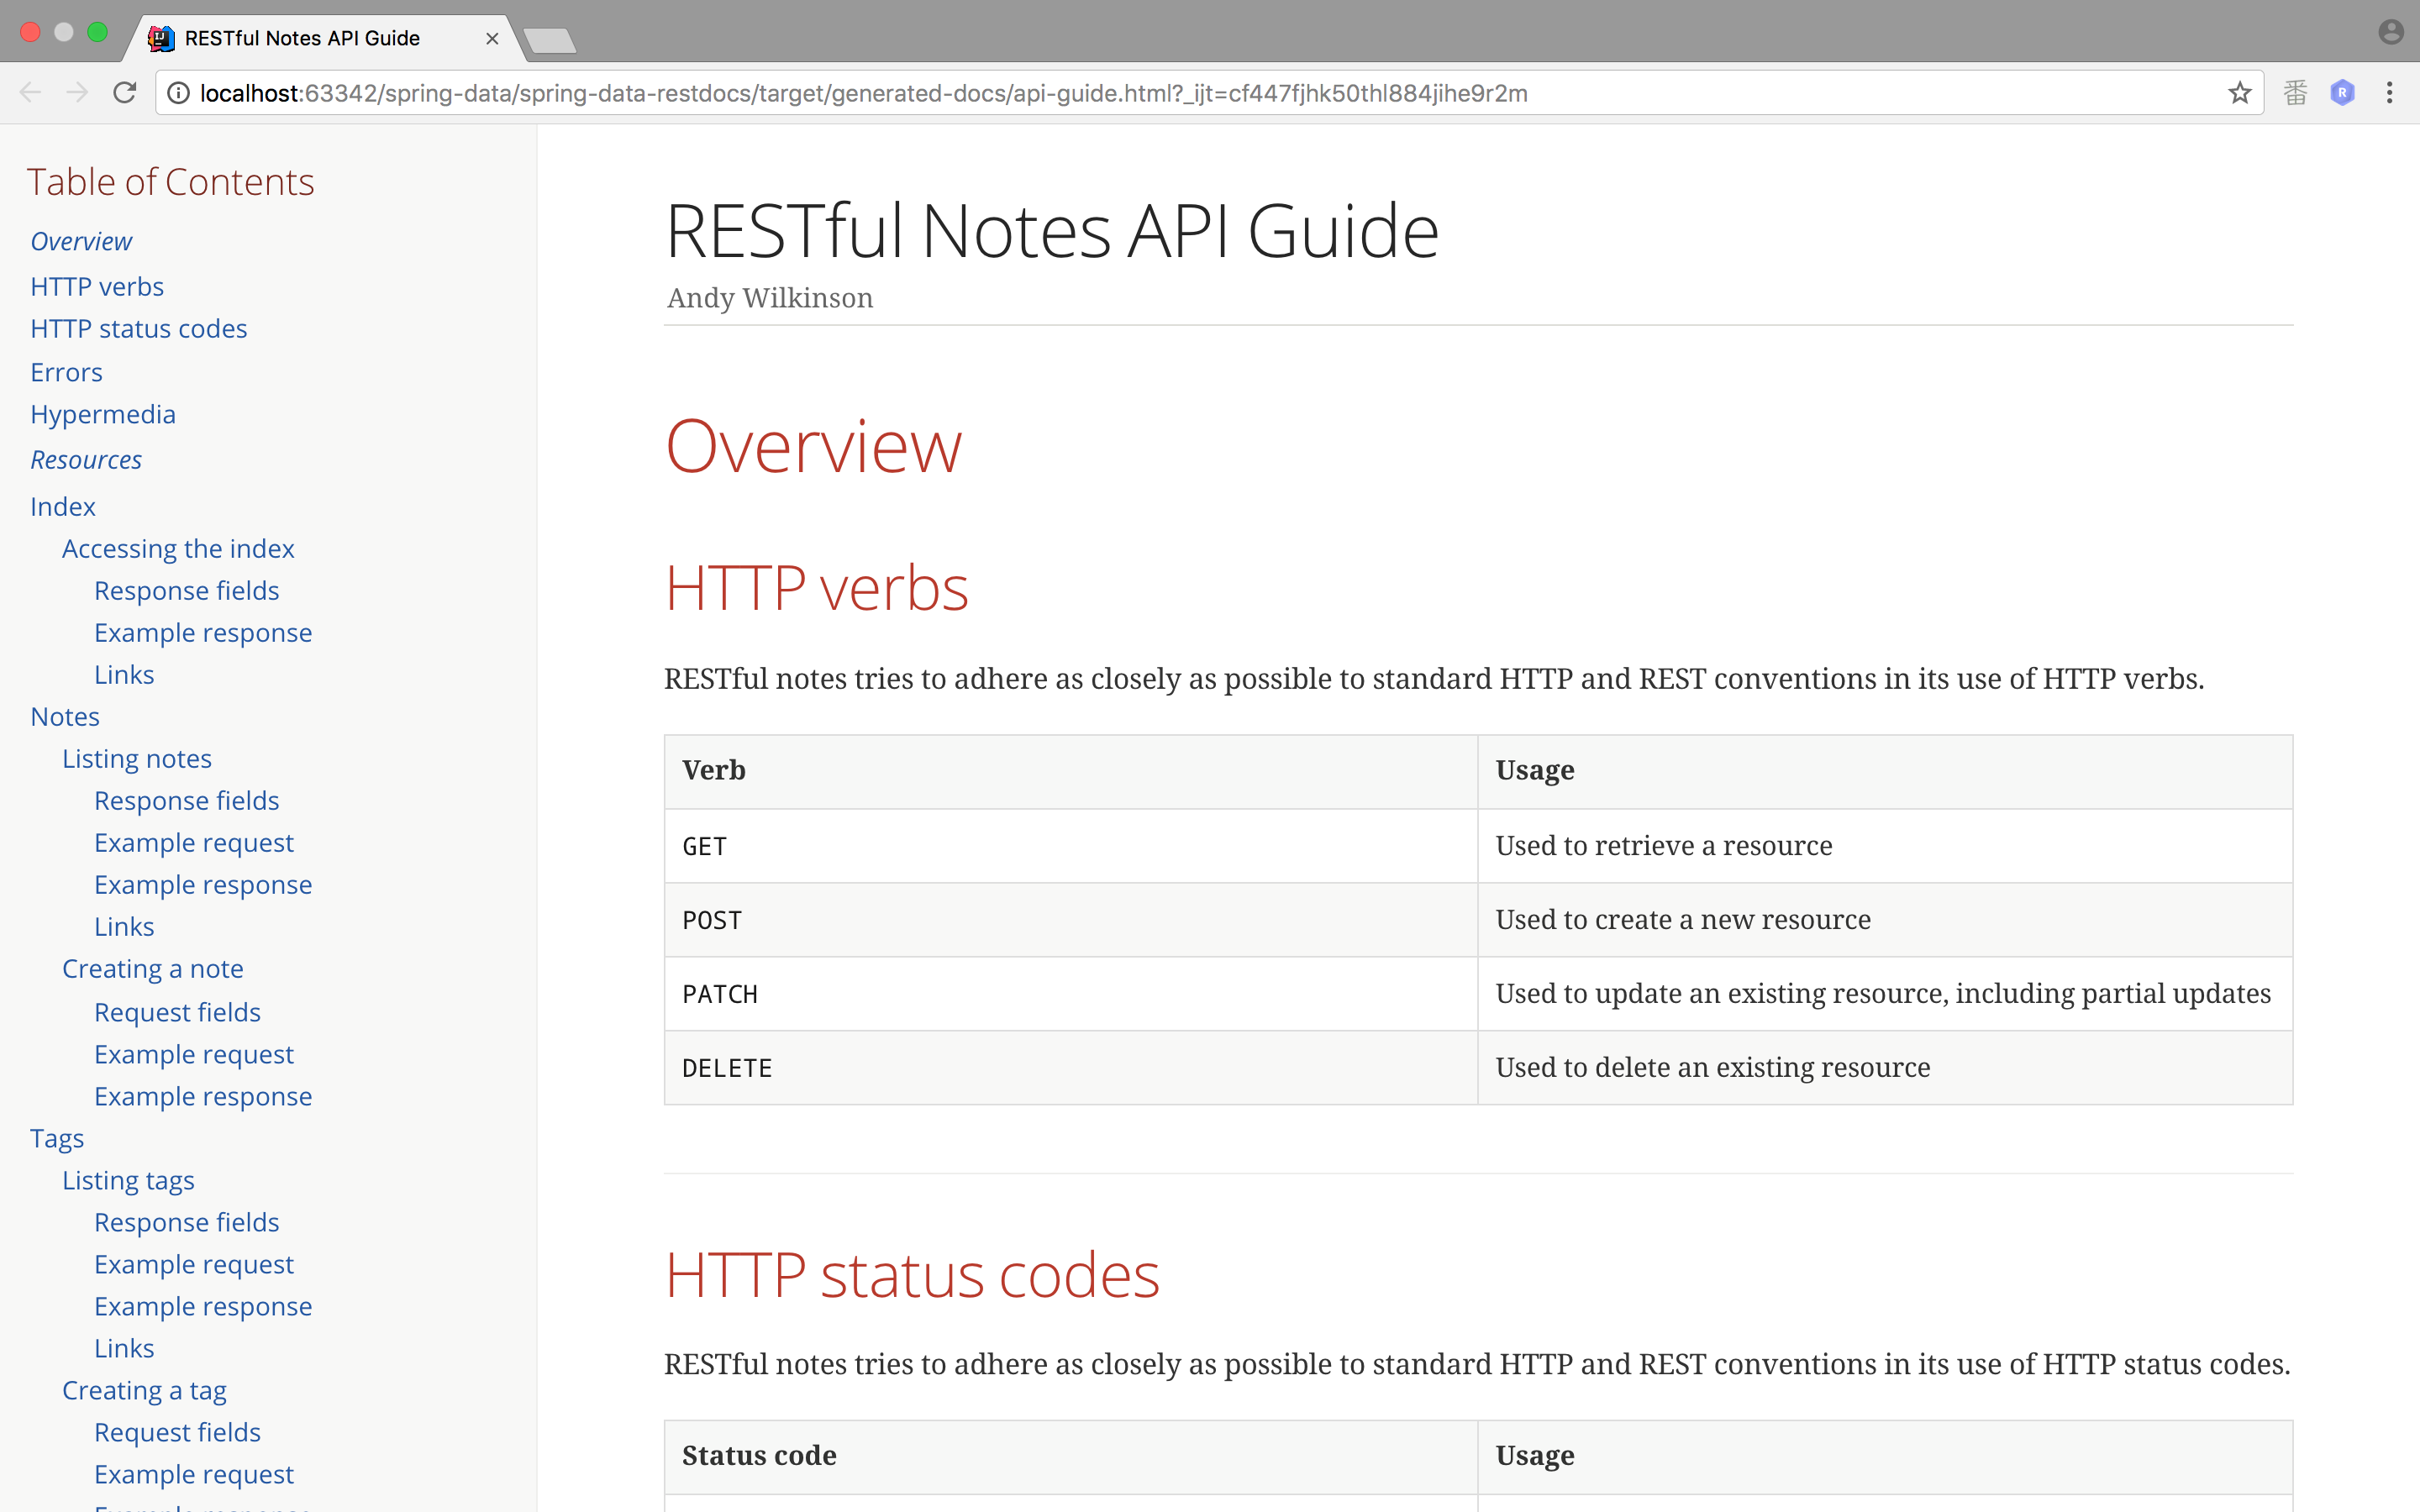 RESTful Notes API Guide
localhost:63342/spring-data/spring-data-restdocs/target/generated-docs/api-guide.html?_ijt=cf447fjhk50thl884jihe9r2m
番
R
Table of Contents
Overview
HTTP verbs
HTTP status codes
Errors
Hypermedia
Resources
Index
Accessing the index
Response fields
Example response
Links
Notes
Listing notes
Response fields
Example request
Example response
Links
Creating a note
Request fields
Example request
Example response
Tags
Listing tags
Response fields
Example request
Example response
Links
Creating a tag
Request fields
Example request
RESTful Notes API Guide
Andy Wilkinson
Overview
HTTP verbs
RESTful notes tries to adhere as closely as possible to standard HTTP and REST conventions in its use of HTTP verbs.
Verb Usage
GET Used to retrieve a resource
POST Used to create a new resource
PATCH Used to update an existing resource, including partial updates
DELETE Used to delete an existing resource
HTTP status codes
RESTful notes tries to adhere as closely as possible to standard HTTP and REST conventions in its use of HTTP status codes.
Status code Usage